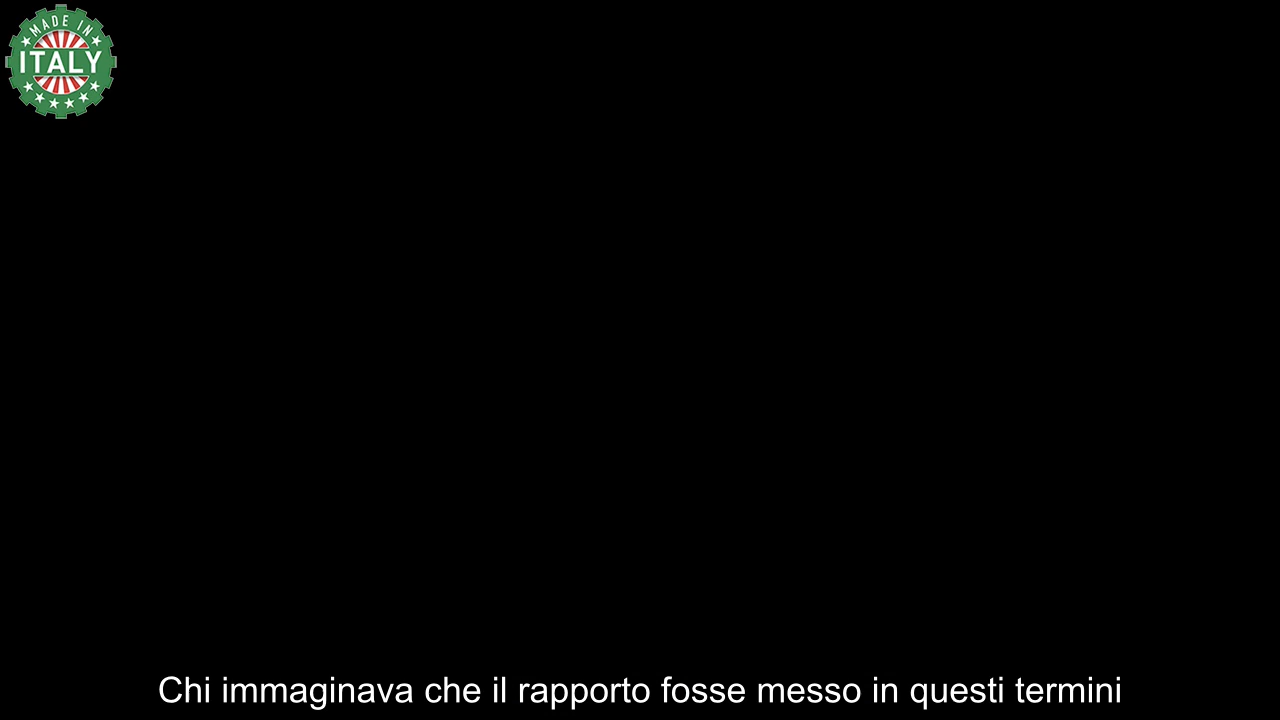 MADE IN
ITALY
Chi immaginava che il rapporto fosse messo in questi termini